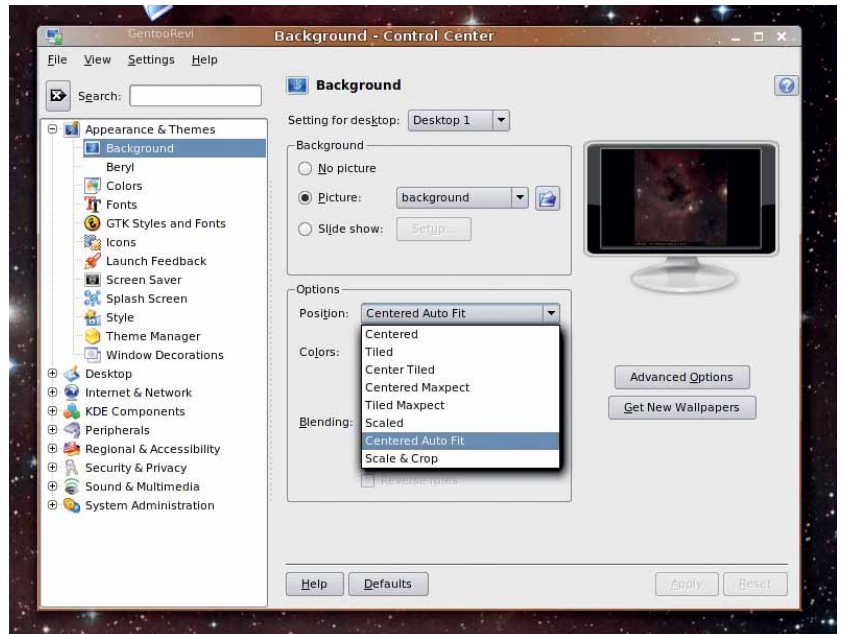 GentooRevi
Background - Control Center
File View Settings Help
Search:
Appearance & Themes
Background
Beryl
Colors
Fonts
GTK Styles and Fonts
Icons
Launch Feedback
Screen Saver
Splash Screen
Style
Theme Manager
Window Decorations
Desktop
Internet & Network
KDE Components
Peripherals
Regional & Accessibility
Security & Privacy
Sound & Multimedia
System Administration
Background
Setting for desktop: Desktop 1
Background
No picture
Picture: background
Slide show: Setup...
Options
Position: Centered Auto Fit
Centered
Tiled
Center Tiled
Centered Maxpect
Tiled Maxpect
Scaled
Centered Auto Fit
Scale & Crop
Colors:
Blending:
Reverse roles
Advanced Options
Get New Wallpapers
Help Defaults Apply Reset